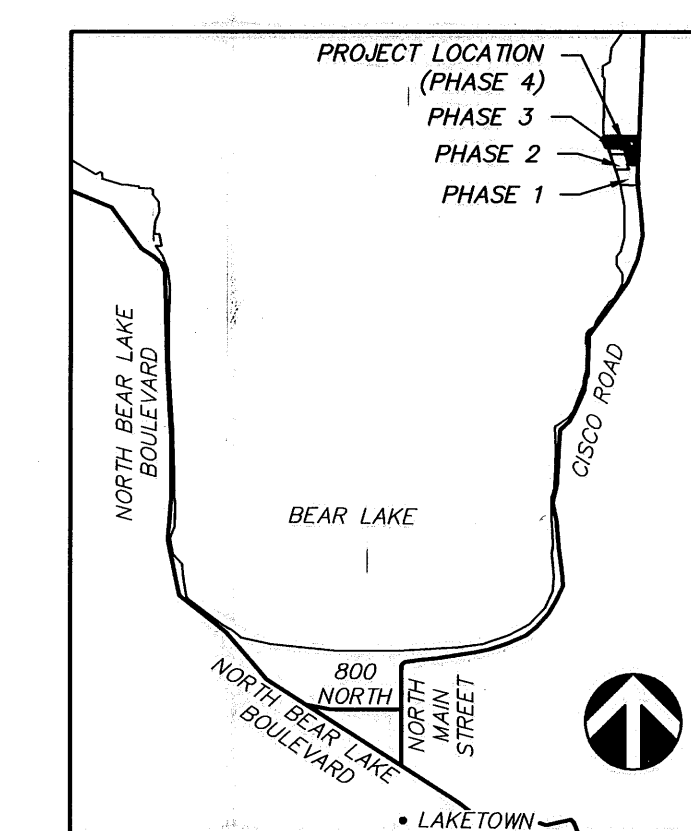 PROJECT LOCATION
(PHASE 4)
PHASE 3
PHASE 2
PHASE 1
NORTH BEAR LAKE
BOULEVARD
CISCO ROAD
BEAR LAKE
800
NORTH
NORTH
MAIN
STREET
NORTH BEAR LAKE
BOULEVARD
LAKETOWN